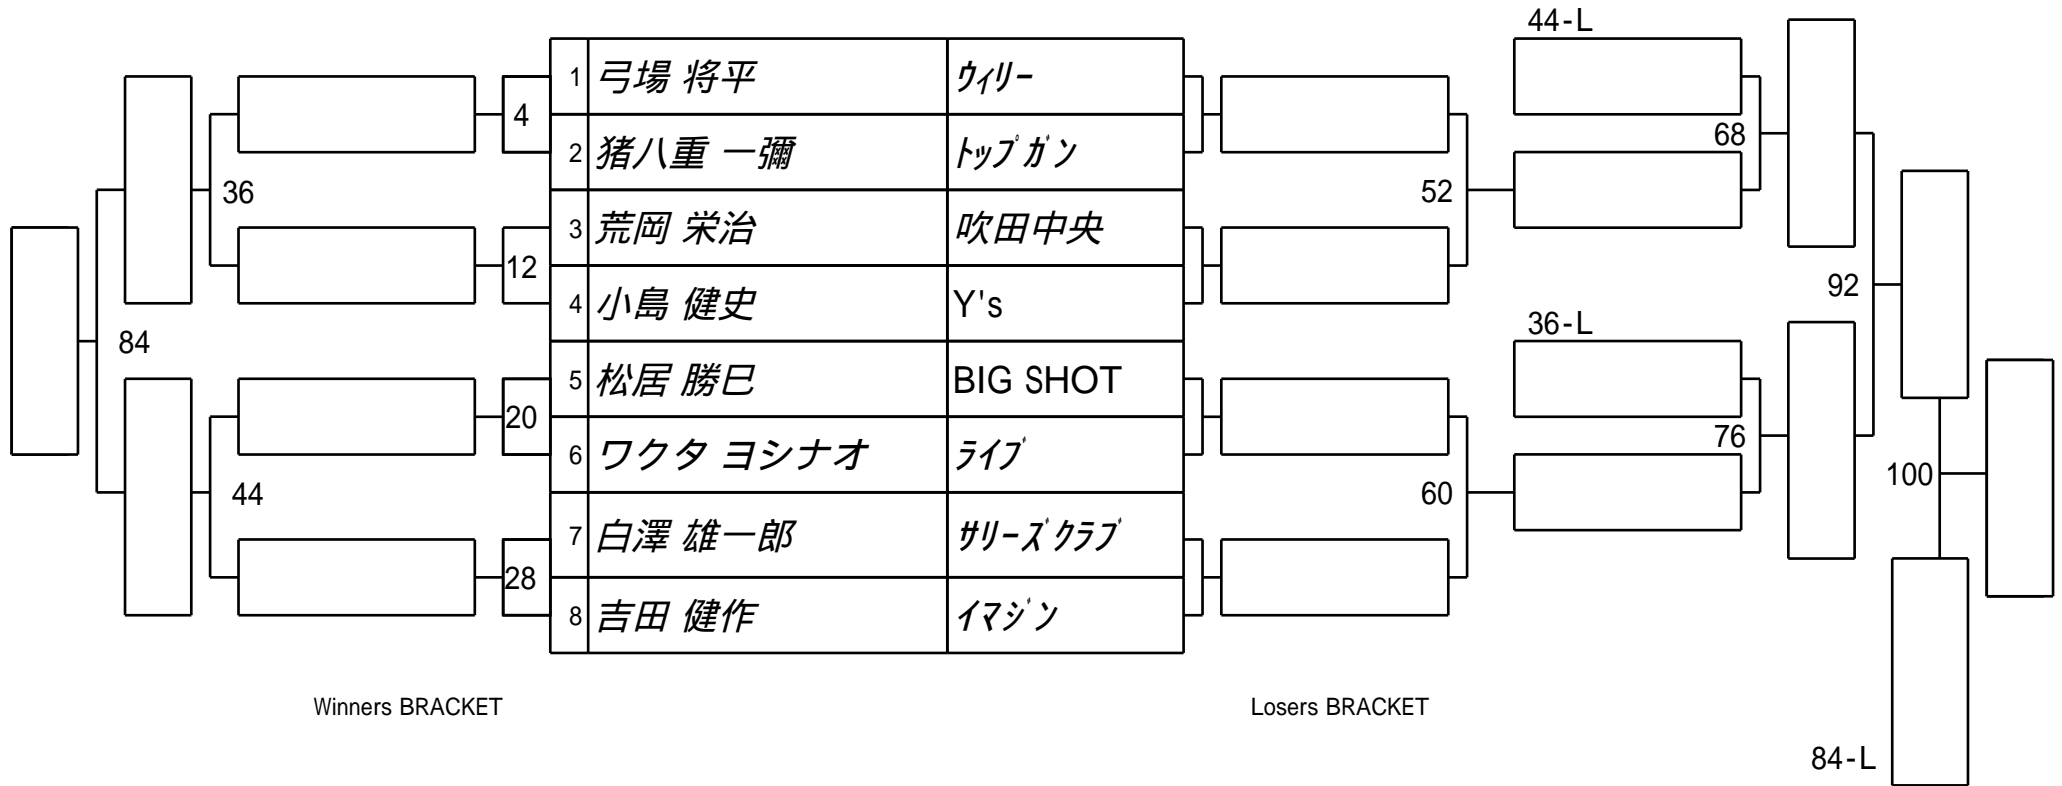 44-L
1 弓場 将平 ｳｨﾘｰ
4
2 猪八重 一彌 ﾄｯﾌﾟｶﾞﾝ
68
36
52
3 荒岡 栄治 吹田中央
12
4 小島 健史 Y's
92
84
36-L
5 松居 勝巳 BIG SHOT
20
76
6 ワクタ ヨシナオ ﾗｲﾌﾞ
100
44
60
7 白澤 雄一郎 ｻﾘｰｽﾞｸﾗﾌﾞ
28
8 吉田 健作 ｲﾏｼﾞﾝ
Winners BRACKET
Losers BRACKET
84-L